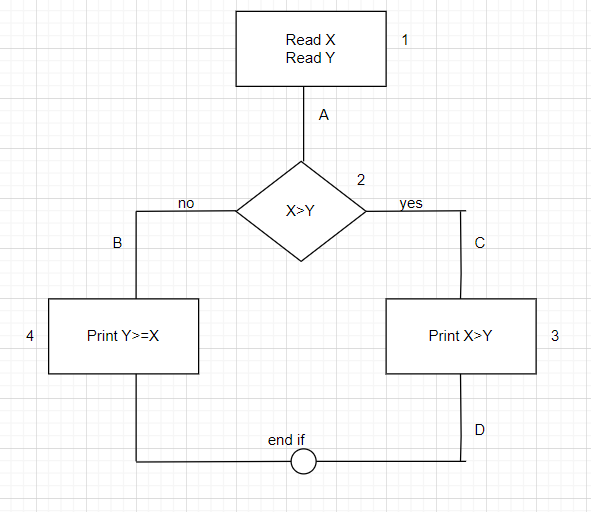 Read X
Read Y
1
A
2
X>Y
no
yes
B
C
4
Print Y>=X
Print X>Y
3
D
end if